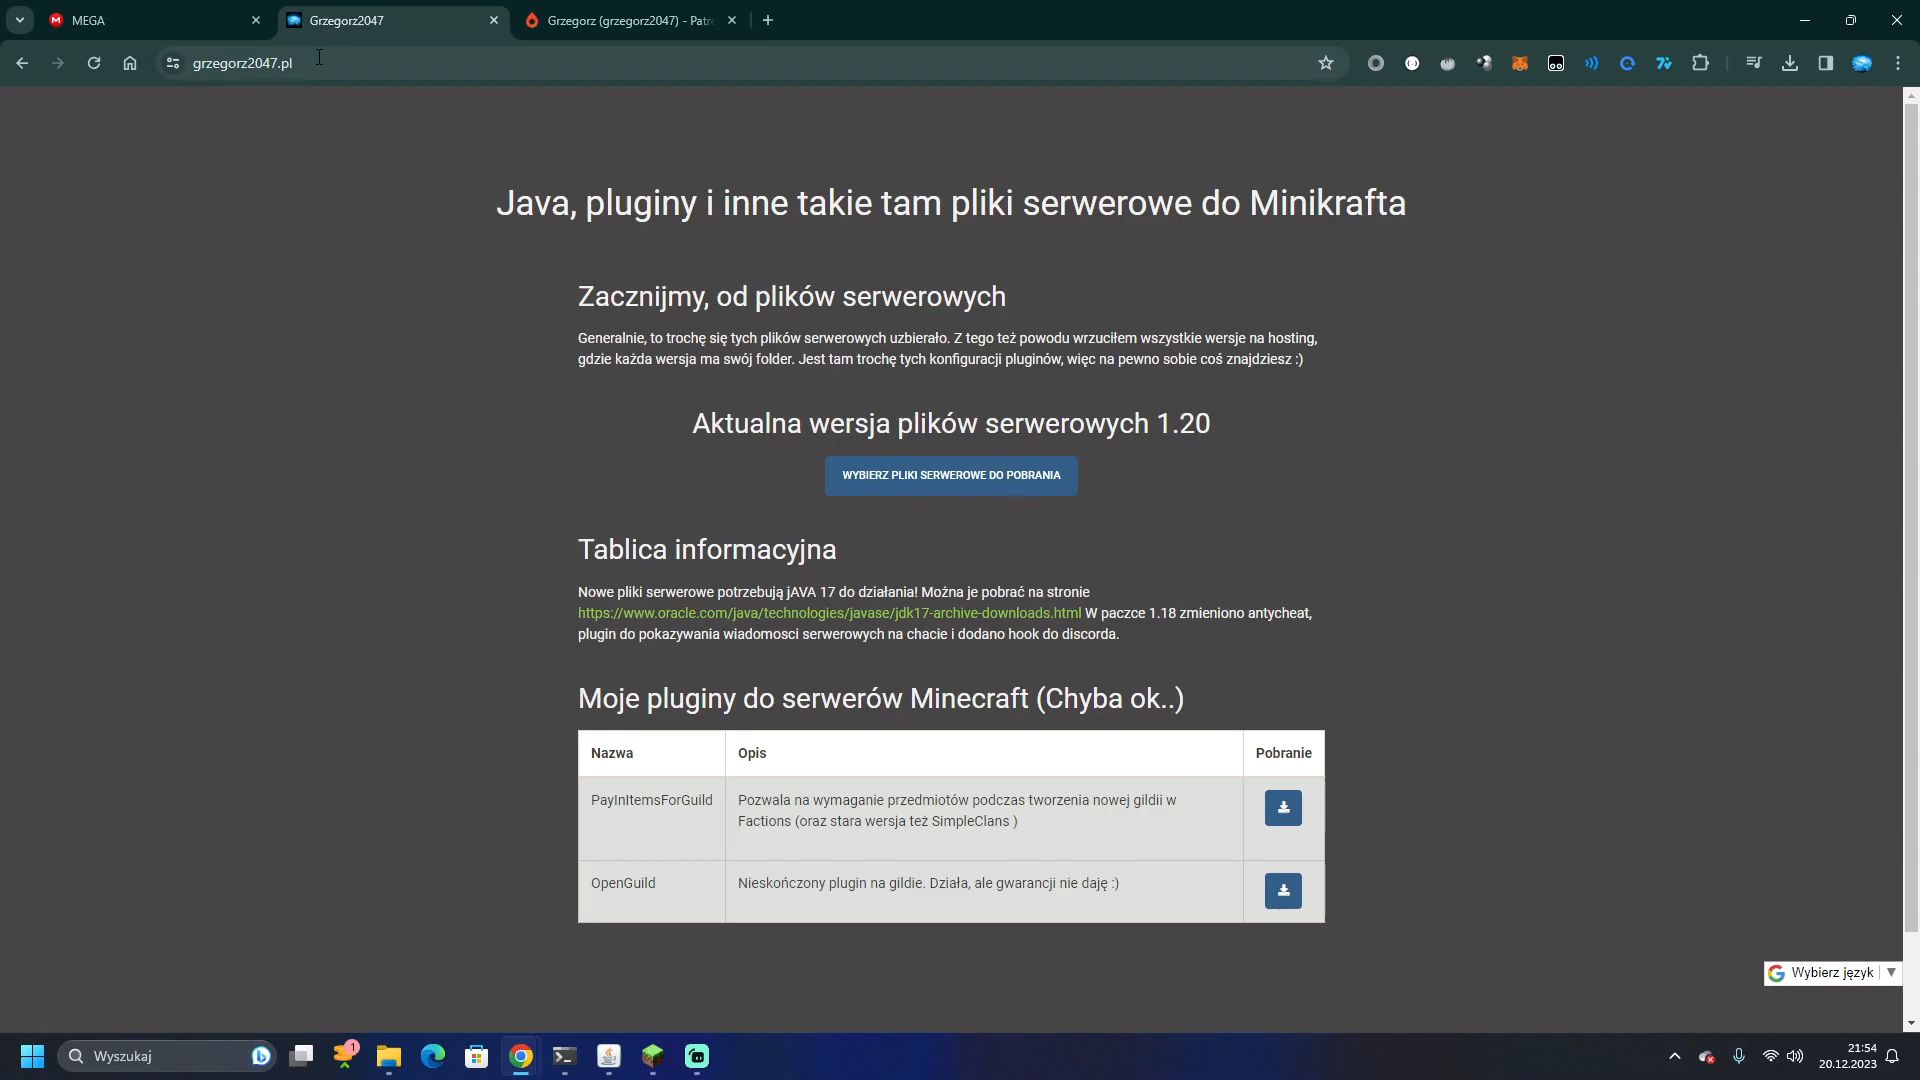 MEGA
Grzegorz2047
Grzegorz (grzegorz2047) - Patr
grzegorz2047.pl
Java, pluginy i inne takie tam pliki serwerowe do Minikrafta
Zacznijmy, od plików serwerowych
Generalnie, to trochę się tych plików serwerowych uzbierało. Z tego też powodu wrzuciłem wszystkie wersje na hosting,
gdzie każda wersja ma swój folder. Jest tam trochę tych konfiguracji pluginów, więc na pewno sobie coś znajdziesz :)
Aktualna wersja plików serwerowych 1.20
WYBIERZ PLIKI SERWEROWE DO POBRANIA
Tablica informacyjna
Nowe pliki serwerowe potrzebują jAVA 17 do działania! Można je pobrać na stronie
https://www.oracle.com/java/technologies/javase/jdk17-archive-downloads.html W paczce 1.18 zmieniono antycheat,
plugin do pokazywania wiadomosci serwerowych na chacie i dodano hook do discorda.
Moje pluginy do serwerów Minecraft (Chyba ok..)
Nazwa Opis Pobranie
PayInItemsForGuild Pozwala na wymaganie przedmiotów podczas tworzenia nowej gildii w
Factions (oraz stara wersja też SimpleClans )
OpenGuild Nieskończony plugin na gildie. Działa, ale gwarancji nie daję :)
Wybierz język
Wyszukaj
1
21:54
20.12.2023